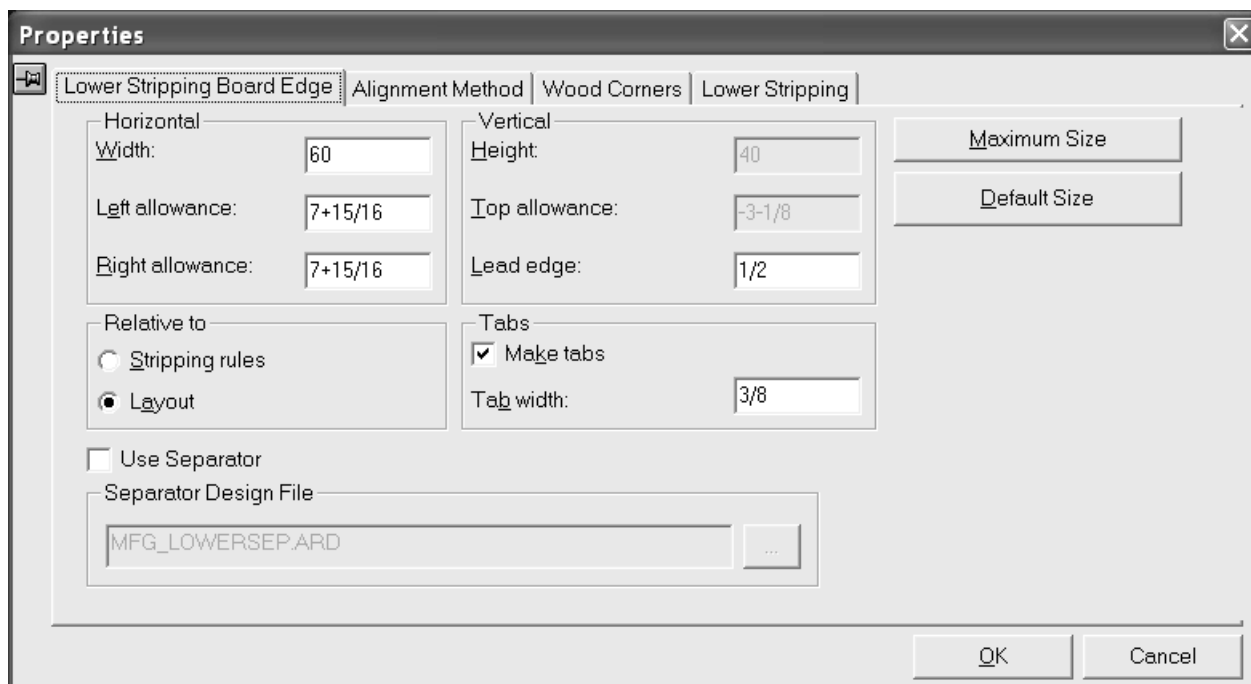 Properties
Lower Stripping Board Edge Alignment Method Wood Corners Lower Stripping
Horizontal
Width: 60
Left allowance: 7+15/16
Right allowance: 7+15/16
Vertical
Height: 40
Top allowance: -3-1/8
Lead edge: 1/2
Maximum Size
Default Size
Relative to
Stripping rules
Layout
Tabs
Make tabs
Tab width: 3/8
Use Separator
Separator Design File
MFG_LOWERSEP.ARD ...
OK Cancel